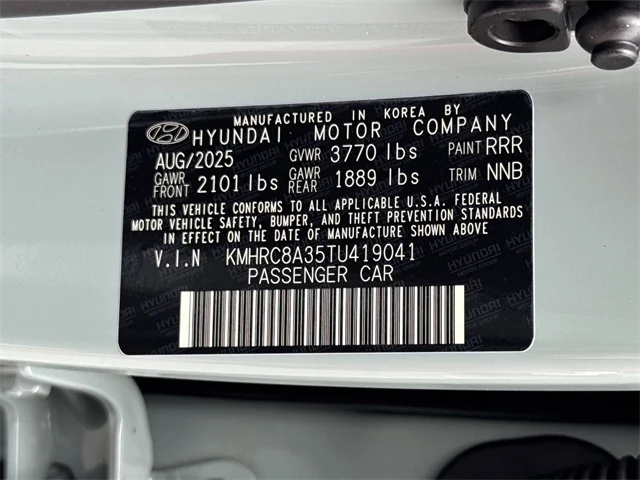 MANUFACTURED IN KOREA BY
HYUNDAI MOTOR COMPANY
AUG/2025 GVWR 3770 lbs PAINT RRR
GAWR FRONT 2101 lbs GAWR REAR 1889 lbs TRIM NNB
THIS VEHICLE CONFORMS TO ALL APPLICABLE U.S.A. FEDERAL
MOTOR VEHICLE SAFETY, BUMPER, AND THEFT PREVENTION STANDARDS
IN EFFECT ON THE DATE OF MANUFACTURE SHOWN ABOVE
V.I.N KMHRC8A35TU419041
PASSENGER CAR